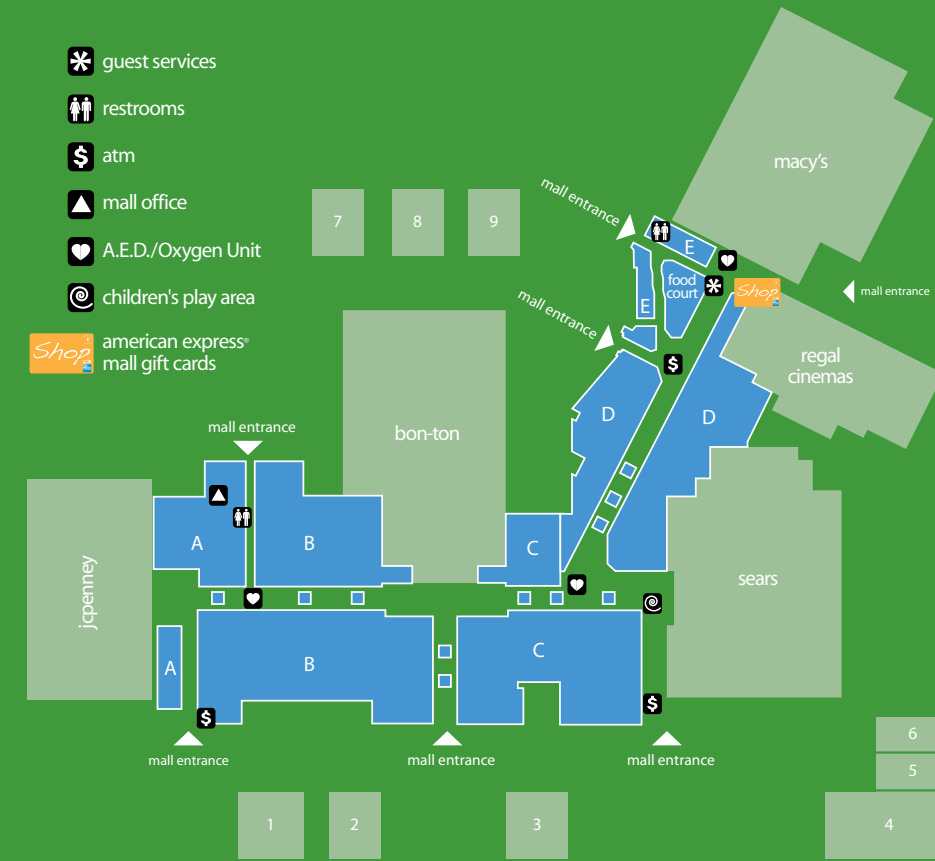 guest services
restrooms
$ atm
mall office
A.E.D./Oxygen Unit
children's play area
Shop american express®
mall gift cards
macy's
7
8
9
mall entrance
E
food
court
Shop
mall entrance
E
mall entrance
$
regal
cinemas
D
D
bon-ton
mall entrance
A
B
C
jcpenney
sears
A
B
C
$
$
mall entrance
mall entrance
mall entrance
6
5
1
2
3
4